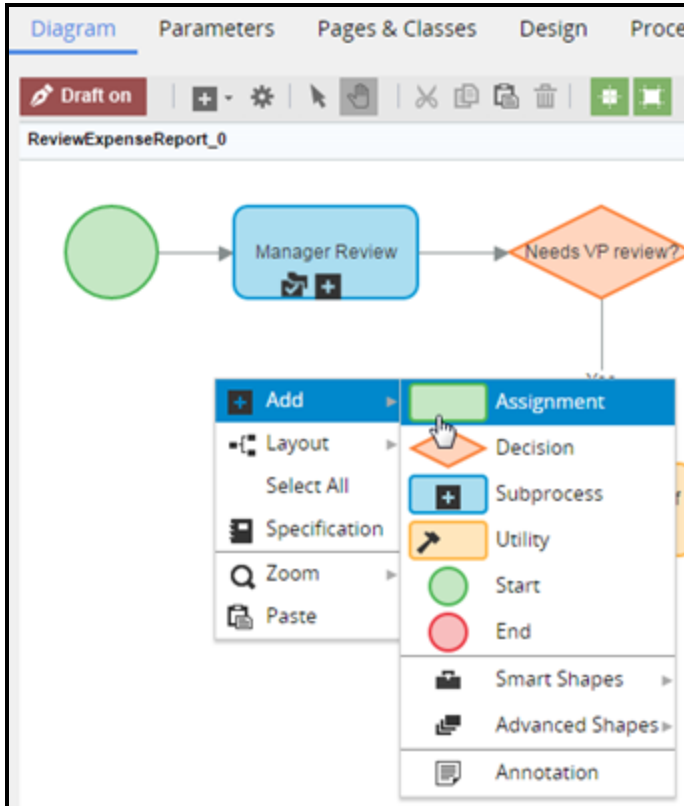 Diagram Parameters Pages & Classes Design Proce
Draft on
ReviewExpenseReport_0
Manager Review
Needs VP review?
Add
Layout
Select All
Specification
Zoom
Paste
Assignment
Decision
Subprocess
Utility
Start
End
Smart Shapes
Advanced Shapes
Annotation